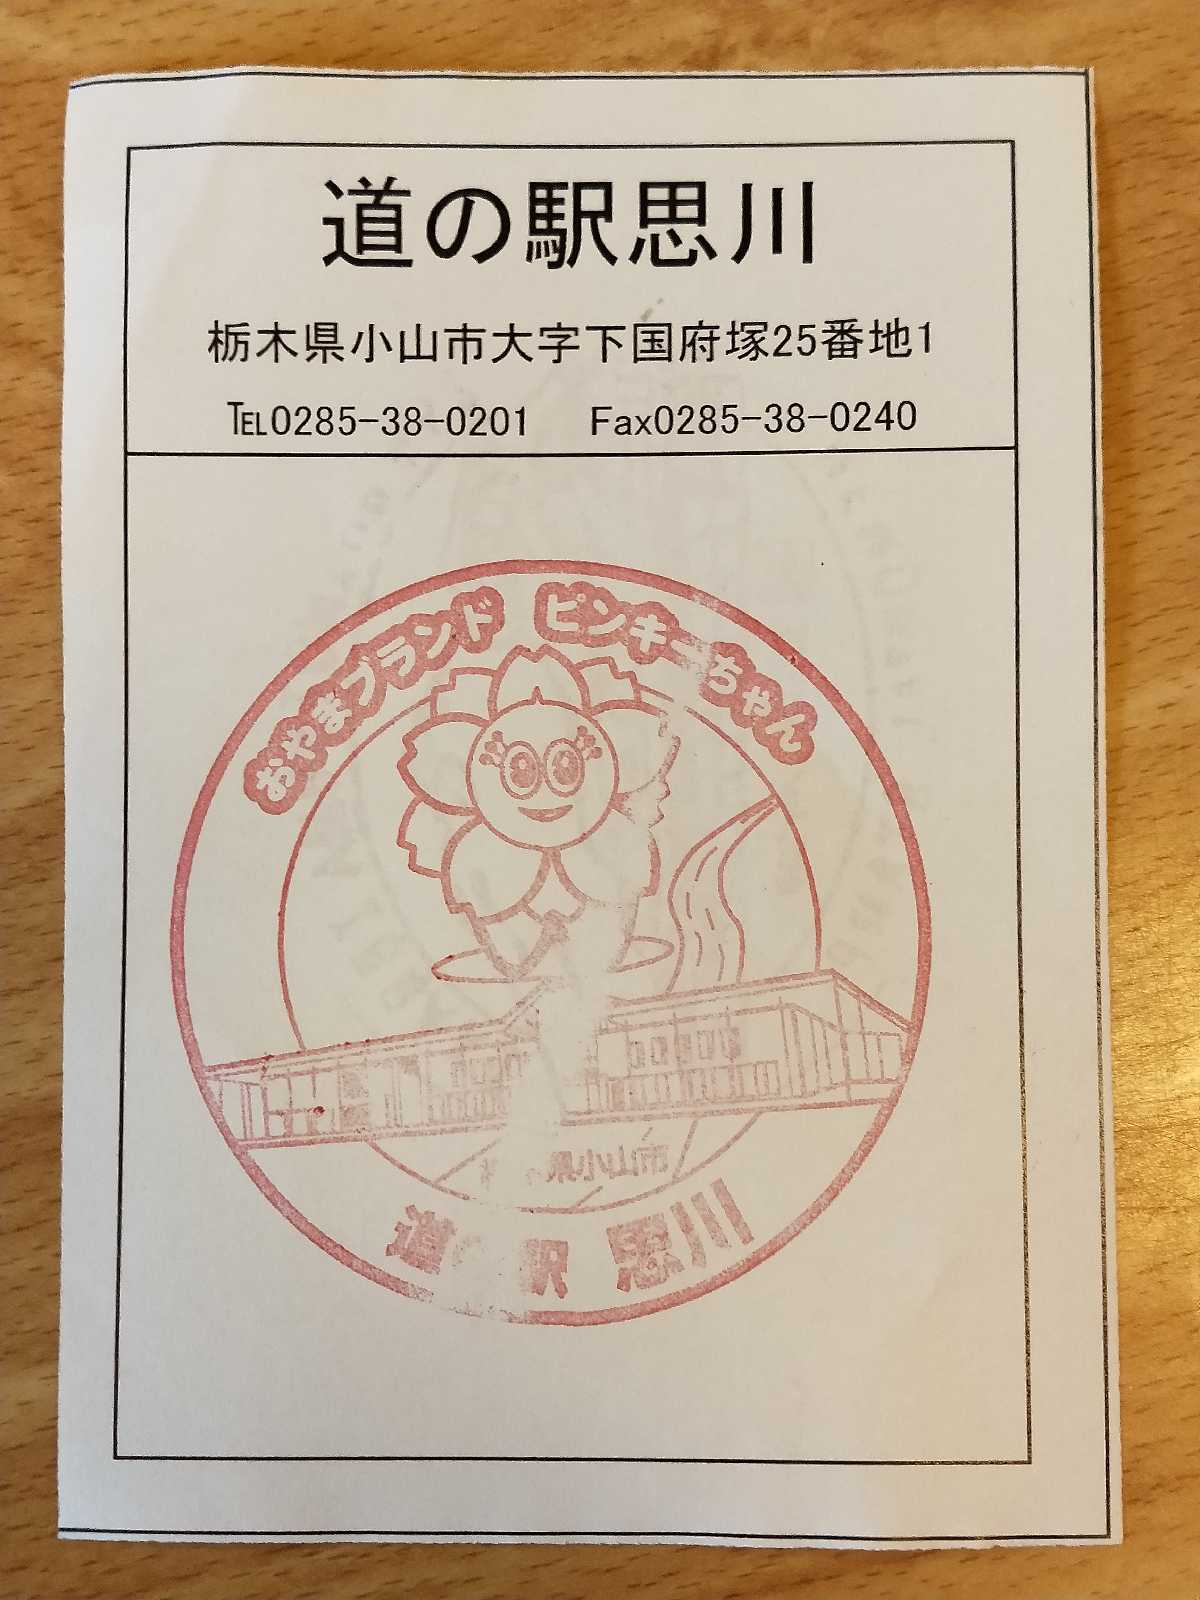 道の駅思川
栃木県小山市大字下国府塚25番地1
℡0285-38-0201 Fax0285-38-0240
おやまブランド ピンキーちゃん
県小山市
道の駅 思川